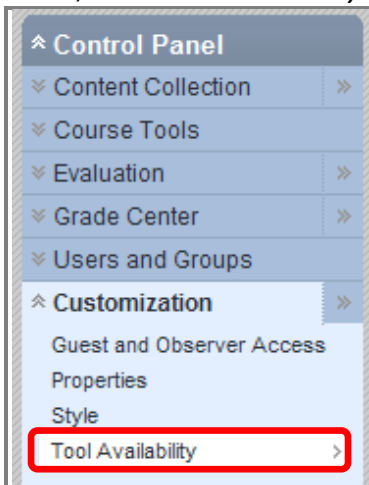 Control Panel
Content Collection
Course Tools
Evaluation
Grade Center
Users and Groups
Customization
Guest and Observer Access
Properties
Style
Tool Availability